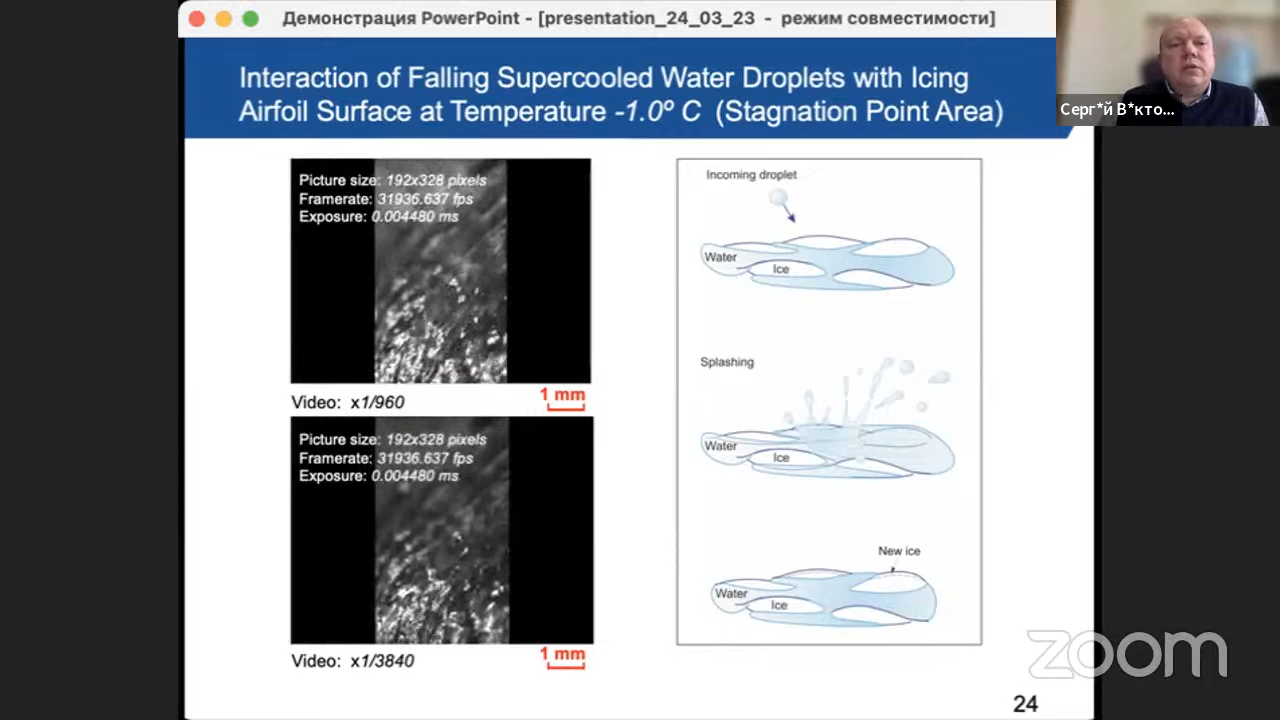 Демонстрация PowerPoint - [presentation_24_03_23 - режим совместимости]
Серг*й В*кто...
Interaction of Falling Supercooled Water Droplets with Icing
Airfoil Surface at Temperature -1.0º C (Stagnation Point Area)
Picture size: 192x328 pixels
Framerate: 31936.637 fps
Exposure: 0.004480 ms
Video: x1/960
1 mm
Picture size: 192x328 pixels
Framerate: 31936.637 fps
Exposure: 0.004480 ms
Video: x1/3840
1 mm
Incoming droplet
Water
Ice
Splashing
Water
Ice
New ice
Water
Ice
zoom
24